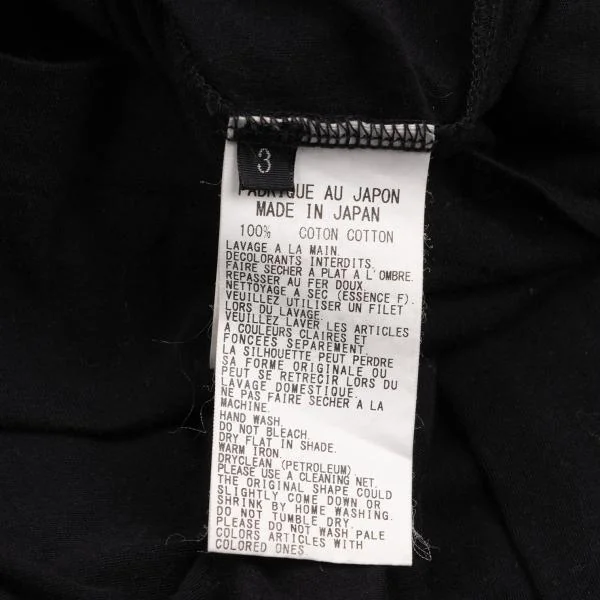 3
FABRIQUE AU JAPON
MADE IN JAPAN
100% COTON COTTON
LAVAGE A LA MAIN.
DECOLORANTS INTERDITS.
FAIRE SECHER A PLAT A L'OMBRE.
REPASSER AU FER DOUX.
NETTOYAGE A SEC (ESSENCE F).
VEUILLEZ UTILISER UN FILET
LORS DU LAVAGE.
VEUILLEZ LAVER LES ARTICLES
A COULEURS CLAIRES ET
FONCEES SEPAREMENT.
LA SILHOUETTE PEUT PERDRE
SA FORME ORIGINALE OU
PEUT SE RETRECIR LORS DU
LAVAGE DOMESTIQUE.
NE PAS FAIRE SECHER A LA
MACHINE.
HAND WASH.
DO NOT BLEACH.
DRY FLAT IN SHADE.
WARM IRON.
DRYCLEAN (PETROLEUM).
PLEASE USE A CLEANING NET.
THE ORIGINAL SHAPE COULD
SLIGHTLY COME DOWN OR
SHRINK BY HOME WASHING.
DO NOT TUMBLE DRY.
PLEASE DO NOT WASH PALE
COLORS ARTICLES WITH
COLORED ONES.